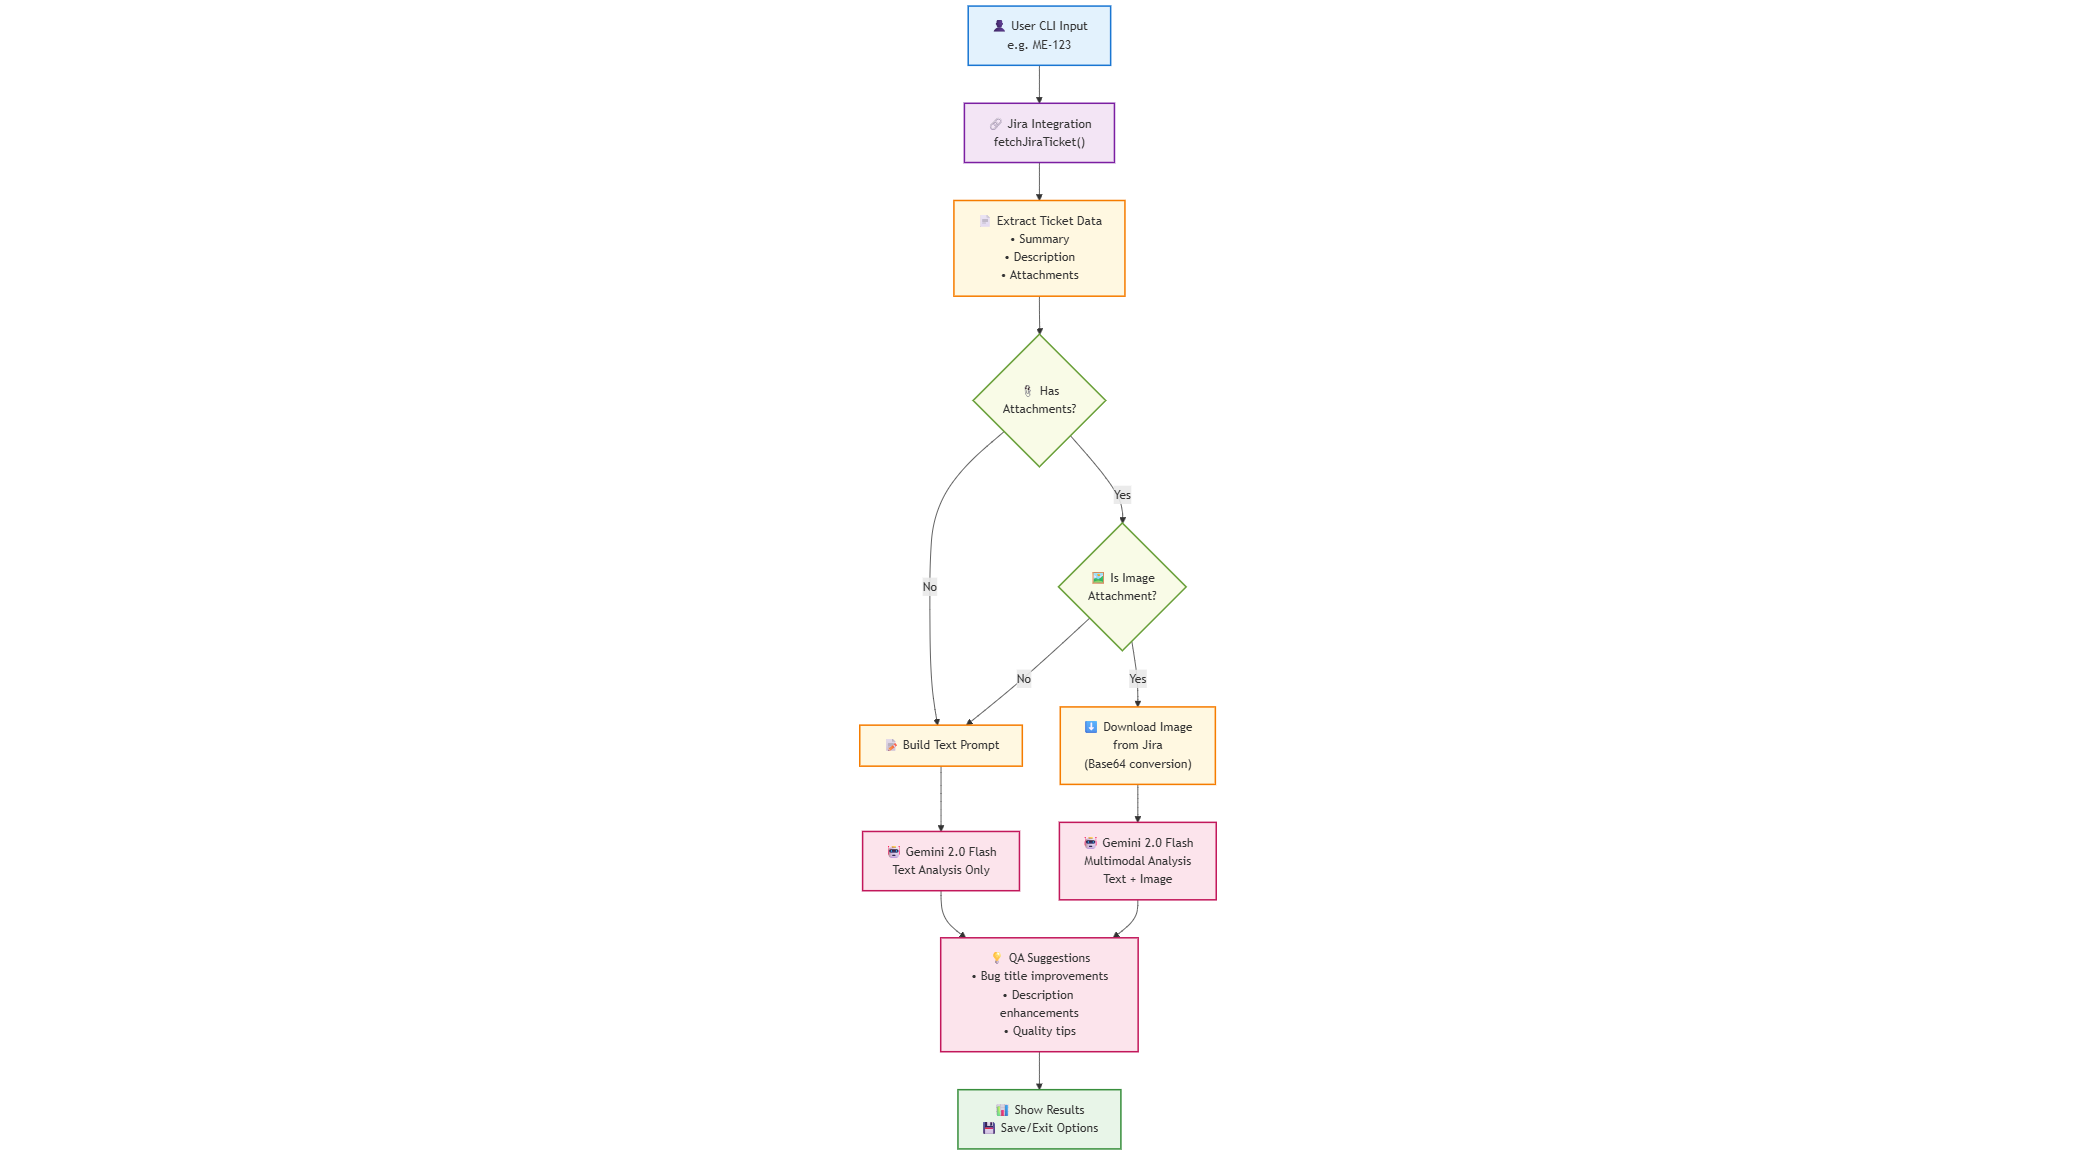 👤 User CLI Input
e.g. ME-123
🔗 Jira Integration
fetchJiraTicket()
📄 Extract Ticket Data
• Summary
• Description
• Attachments
📎 Has
Attachments?
Yes
No
🖼️ Is Image
Attachment?
No
Yes
📝 Build Text Prompt
⬇️ Download Image
from Jira
(Base64 conversion)
🤖 Gemini 2.0 Flash
Text Analysis Only
🤖 Gemini 2.0 Flash
Multimodal Analysis
Text + Image
💡 QA Suggestions
• Bug title improvements
• Description
enhancements
• Quality tips
📊 Show Results
💾 Save/Exit Options